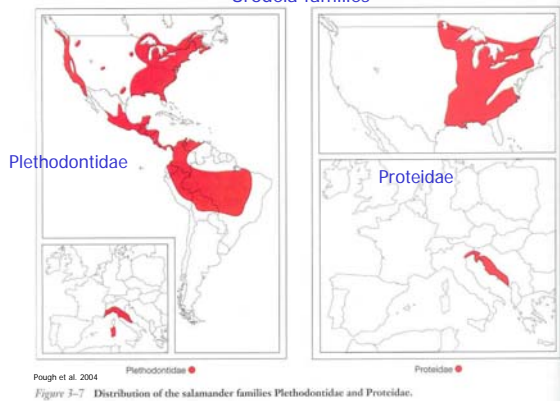 Urodela families
Plethodontidae
Proteidae
Pough et al. 2004
Plethodontidae
Proteidae
Figure 3–7 Distribution of the salamander families Plethodontidae and Proteidae.